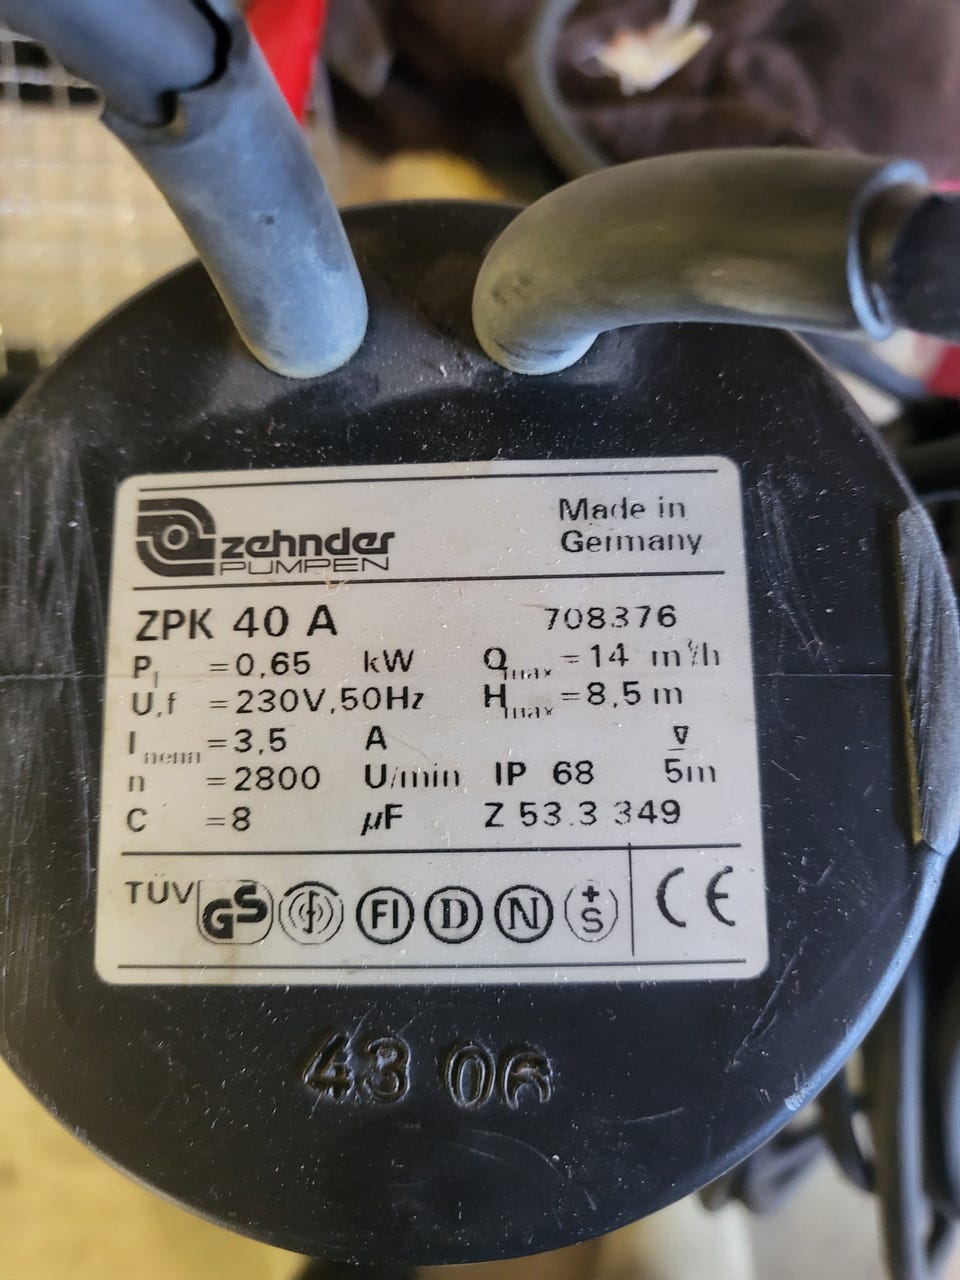 zehnder
PUMPEN
Made in
Germany
ZPK 40 A 708376
P₁ =0,65 kW Qmax =14 m³/h
U,f =230V,50Hz Hmax =8,5 m
Inenn =3,5 A
n =2800 U/min IP 68 5m
C =8 µF Z 53.3 349
TÜV GS FI D N +S CE
43 06